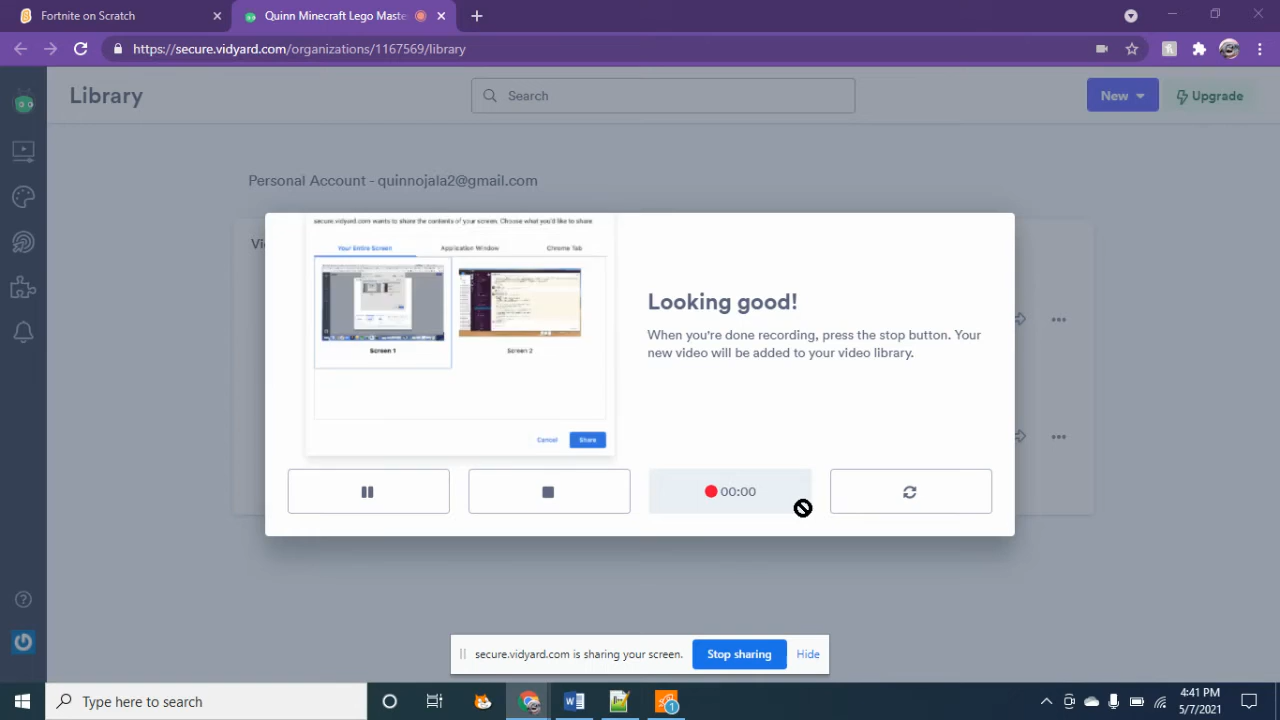 Fortnite on Scratch
Quinn Minecraft Lego Maste
https://secure.vidyard.com/organizations/1167569/library
Library
Search
New
Upgrade
Personal Account - quinnojala2@gmail.com
secure.vidyard.com wants to share the contents of your screen. Choose what you'd like to share.
Your Entire Screen
Application Window
Chrome Tab
Screen 1
Screen 2
Cancel
Share
Looking good!
When you're done recording, press the stop button. Your
new video will be added to your video library.
00:00
secure.vidyard.com is sharing your screen.
Stop sharing
Hide
Type here to search
1
4:41 PM
5/7/2021